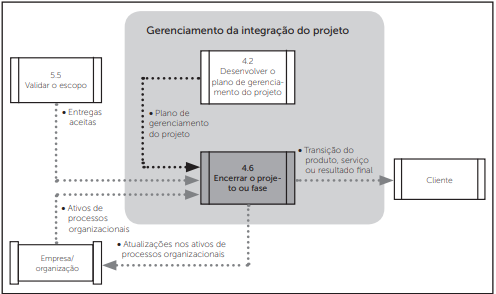 Gerenciamento da integração do projeto
5.5
Validar o escopo
4.2
Desenvolver o
plano de gerencia-
mento do projeto
• Entregas
aceitas
• Plano de
gerenciamento
do projeto
4.6
Encerrar o proje-
to ou fase
• Transição do
produto, serviço
ou resultado final
Cliente
• Ativos de
processos
organizacionais
Empresa/
organização
• Atualizações nos ativos de
processos organizacionais